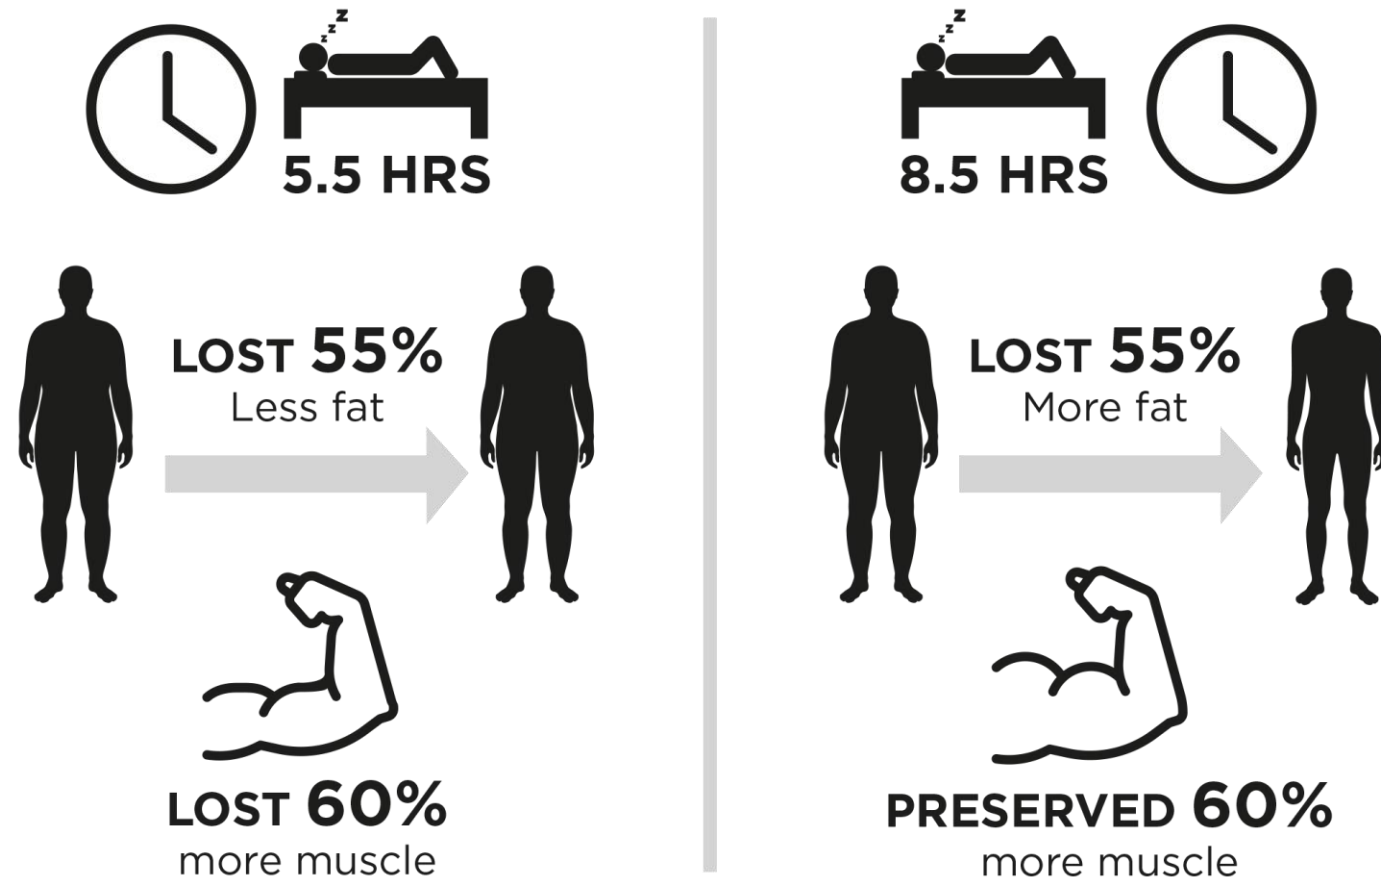 z z z
5.5 HRS
LOST 55%
Less fat
LOST 60%
more muscle
z z z
8.5 HRS
LOST 55%
More fat
PRESERVED 60%
more muscle